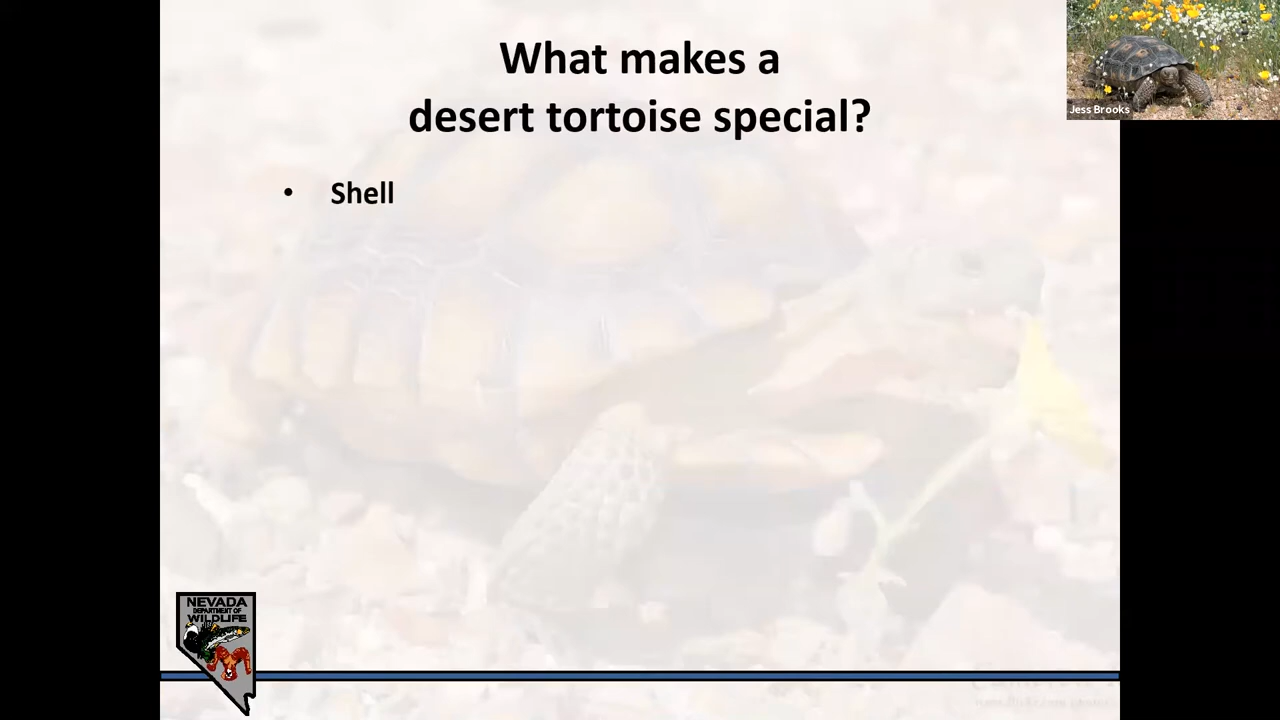 What makes a
desert tortoise special?
Jess Brooks
• Shell
NEVADA
DEPARTMENT OF
WILDLIFE